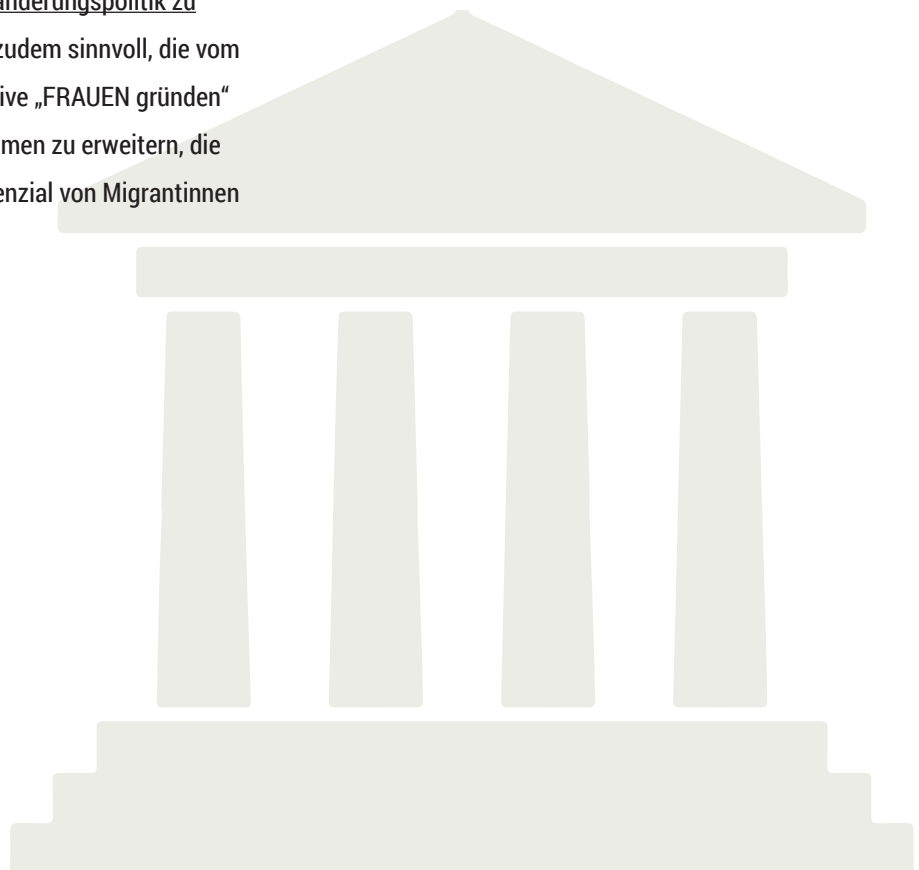 anderungspolitik zu
zudem sinnvoll, die vom
ive „FRAUEN gründen“
men zu erweitern, die
enzial von Migrantinnen